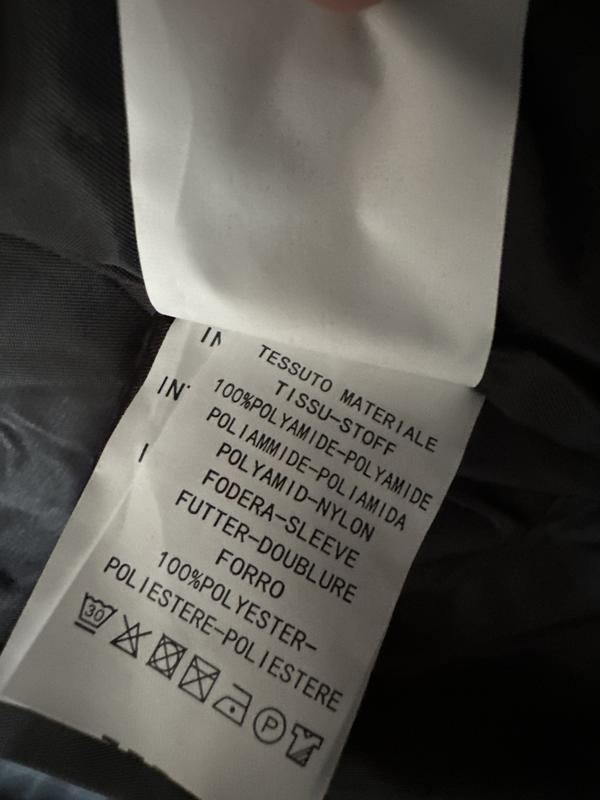 TESSUTO MATERIALE
TISSU-STOFF
100%POLYAMIDE-POLYAMIDE
POLIAMMIDE-POLIAMIDA
POLYAMID-NYLON
FODERA-SLEEVE
FUTTER-DOUBLURE
FORRO
100%POLYESTER-
POLIESTERE-POLIESTERE
30
P